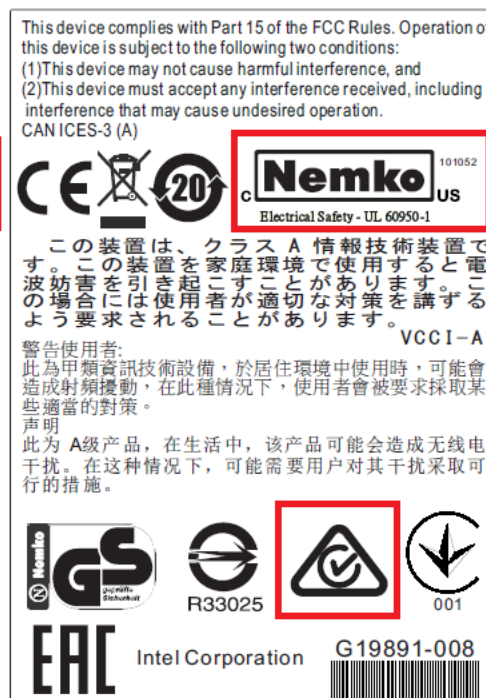 This device complies with Part 15 of the FCC Rules. Operation of
this device is subject to the following two conditions:
(1)This device may not cause harmful interference, and
(2)This device must accept any interference received, including
interference that may cause undesired operation.
CAN ICES-3 (A)
CE
20
c Nemko US
101052
Electrical Safety - UL 60950-1
この装置は、クラス A 情報技術装置で
す。この装置を家庭環境で使用すると電
波妨害を引き起こすことがあります。こ
の場合には使用者が適切な対策を講ずる
よう要求されることがあります。
VCCI-A
警告使用者:
此為甲類資訊技術設備，於居住環境中使用時，可能會
造成射頻擾動，在此種情況下，使用者會被要求採取某
些適當的對策。
声明
此为 A级产品，在生活中，该产品可能会造成无线电
干扰。在这种情况下，可能需要用户对其干扰采取可
行的措施。
N Nemko
GS
geprüfte
Sicherheit
R33025
001
EAC
Intel Corporation
G19891-008